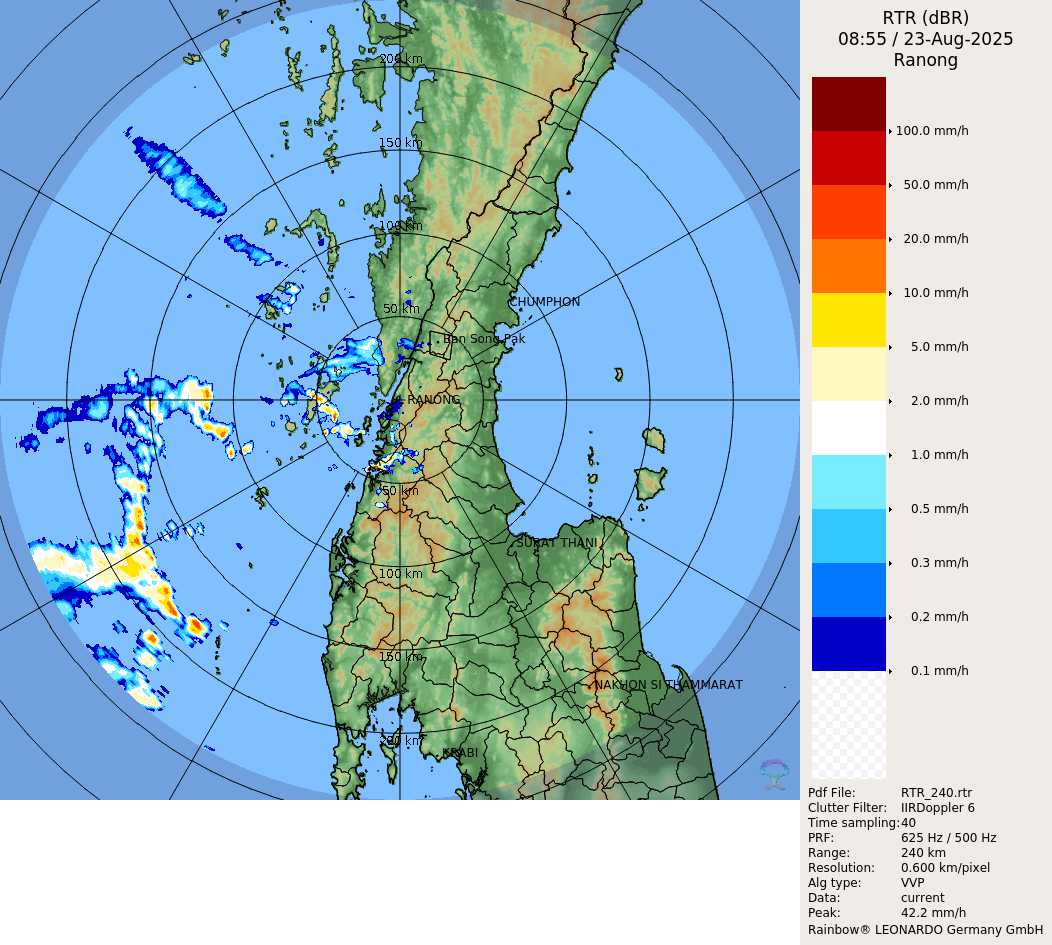 RTR (dBR)
08:55 / 23-Aug-2025
Ranong
200 km
150 km
100 km
50 km
CHUMPHON
Ban Song Pak
RANONG
50 km
SURAT THANI
100 km
150 km
NAKHON SI THAMMARAT
200 km
KRABI
100.0 mm/h
50.0 mm/h
20.0 mm/h
10.0 mm/h
5.0 mm/h
2.0 mm/h
1.0 mm/h
0.5 mm/h
0.3 mm/h
0.2 mm/h
0.1 mm/h
Pdf File: RTR_240.rtr
Clutter Filter: IIRDoppler 6
Time sampling: 40
PRF: 625 Hz / 500 Hz
Range: 240 km
Resolution: 0.600 km/pixel
Alg type: VVP
Data: current
Peak: 42.2 mm/h
Rainbow® LEONARDO Germany GmbH